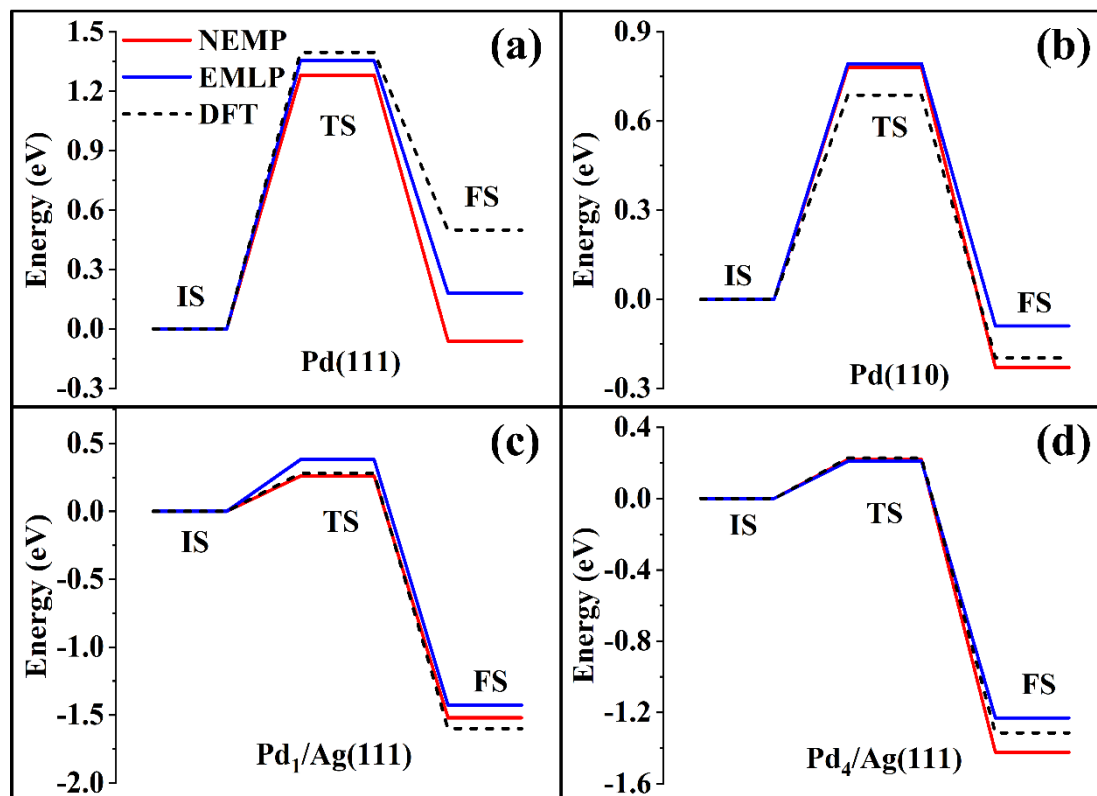 1.5
1.2
0.9
0.6
0.3
0.0
-0.3
Energy (eV)
NEMP
EMLP
DFT
(a)
IS
TS
FS
Pd(111)
0.9
0.6
0.3
0.0
-0.3
Energy (eV)
(b)
IS
TS
FS
Pd(110)
0.5
0.0
-0.5
-1.0
-1.5
-2.0
Energy (eV)
(c)
IS
TS
FS
Pd₁/Ag(111)
0.4
0.0
-0.4
-0.8
-1.2
-1.6
Energy (eV)
(d)
IS
TS
FS
Pd₄/Ag(111)